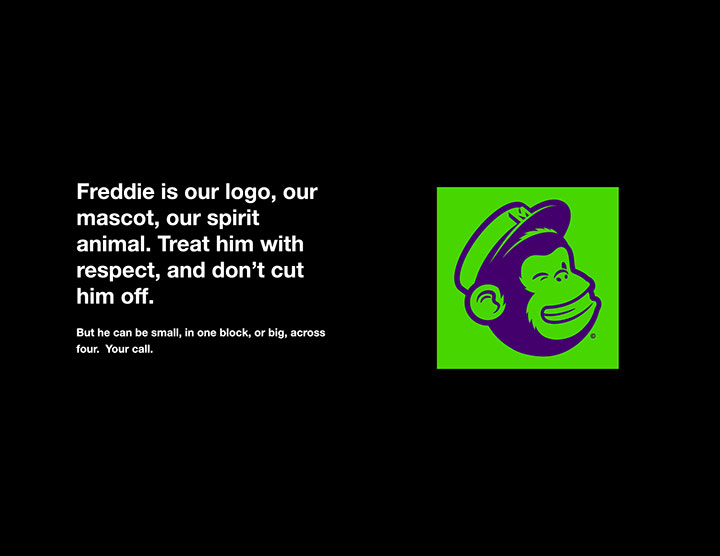 Freddie is our logo, our
mascot, our spirit
animal. Treat him with
respect, and don’t cut
him off.
But he can be small, in one block, or big, across
four.  Your call.
M
©